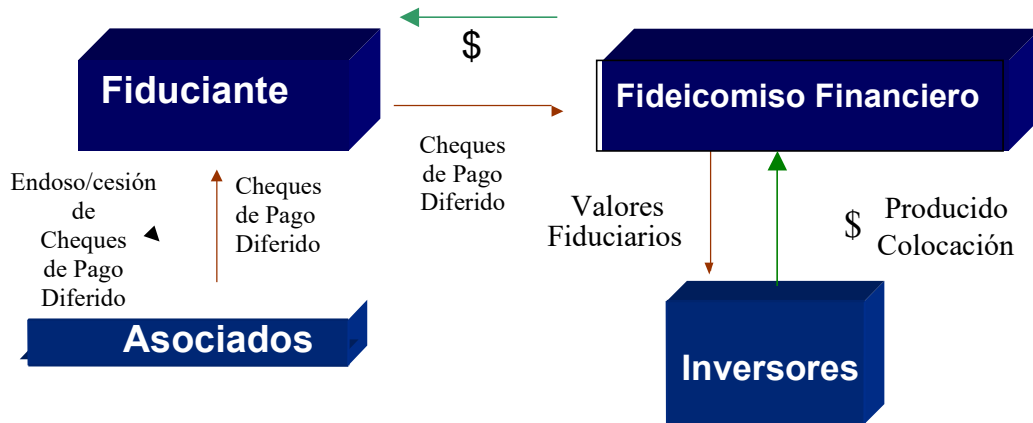 $
Fiduciante
Fideicomiso Financiero
Cheques
de Pago
Diferido
Endoso/cesión
de
Cheques
de Pago
Diferido
Cheques
de Pago
Diferido
Valores
Fiduciarios
$ Producido
Colocación
Asociados
Inversores